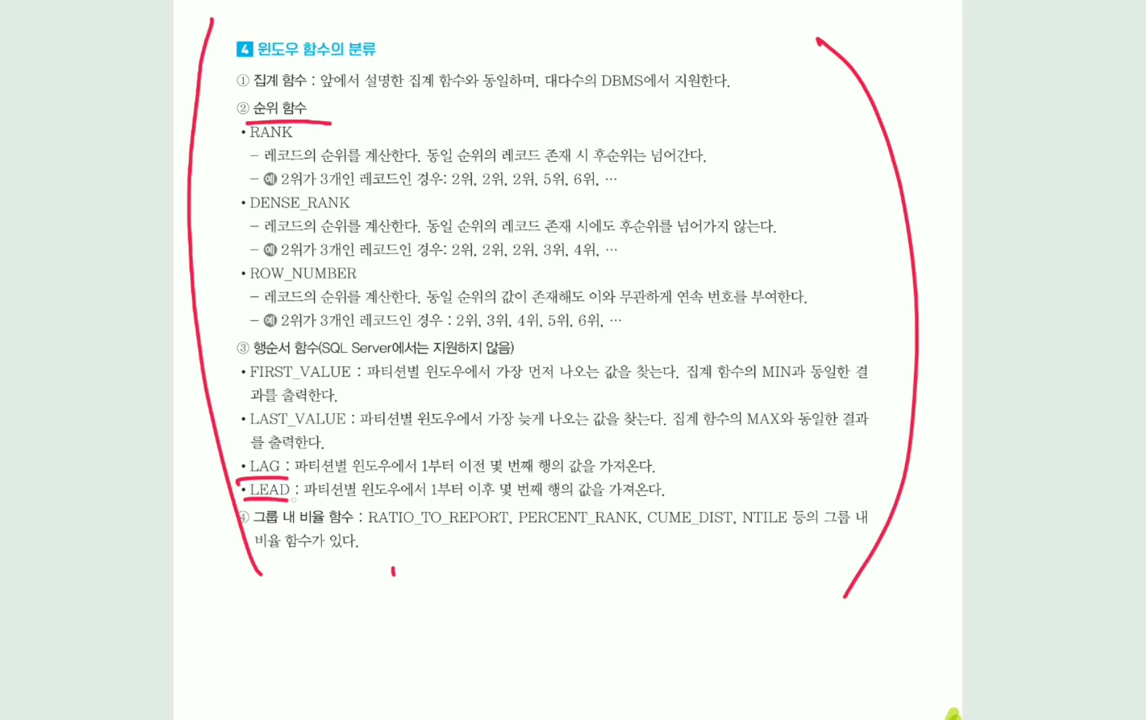 4 윈도우 함수의 분류
① 집계 함수 : 앞에서 설명한 집계 함수와 동일하며, 대다수의 DBMS에서 지원한다.
② 순위 함수
• RANK
– 레코드의 순위를 계산한다. 동일 순위의 레코드 존재 시 후순위는 넘어간다.
– 예 2위가 3개인 레코드인 경우: 2위, 2위, 2위, 5위, 6위, …
• DENSE_RANK
– 레코드의 순위를 계산한다. 동일 순위의 레코드 존재 시에도 후순위를 넘어가지 않는다.
– 예 2위가 3개인 레코드인 경우: 2위, 2위, 2위, 3위, 4위, …
• ROW_NUMBER
– 레코드의 순위를 계산한다. 동일 순위의 값이 존재해도 이와 무관하게 연속 번호를 부여한다.
– 예 2위가 3개인 레코드인 경우 : 2위, 3위, 4위, 5위, 6위, …
③ 행순서 함수(SQL Server에서는 지원하지 않음)
• FIRST_VALUE : 파티션별 윈도우에서 가장 먼저 나오는 값을 찾는다. 집계 함수의 MIN과 동일한 결
과를 출력한다.
• LAST_VALUE : 파티션별 윈도우에서 가장 늦게 나오는 값을 찾는다. 집계 함수의 MAX와 동일한 결과
를 출력한다.
• LAG : 파티션별 윈도우에서 1부터 이전 몇 번째 행의 값을 가져온다.
• LEAD : 파티션별 윈도우에서 1부터 이후 몇 번째 행의 값을 가져온다.
④ 그룹 내 비율 함수 : RATIO_TO_REPORT, PERCENT_RANK, CUME_DIST, NTILE 등의 그룹 내
비율 함수가 있다.